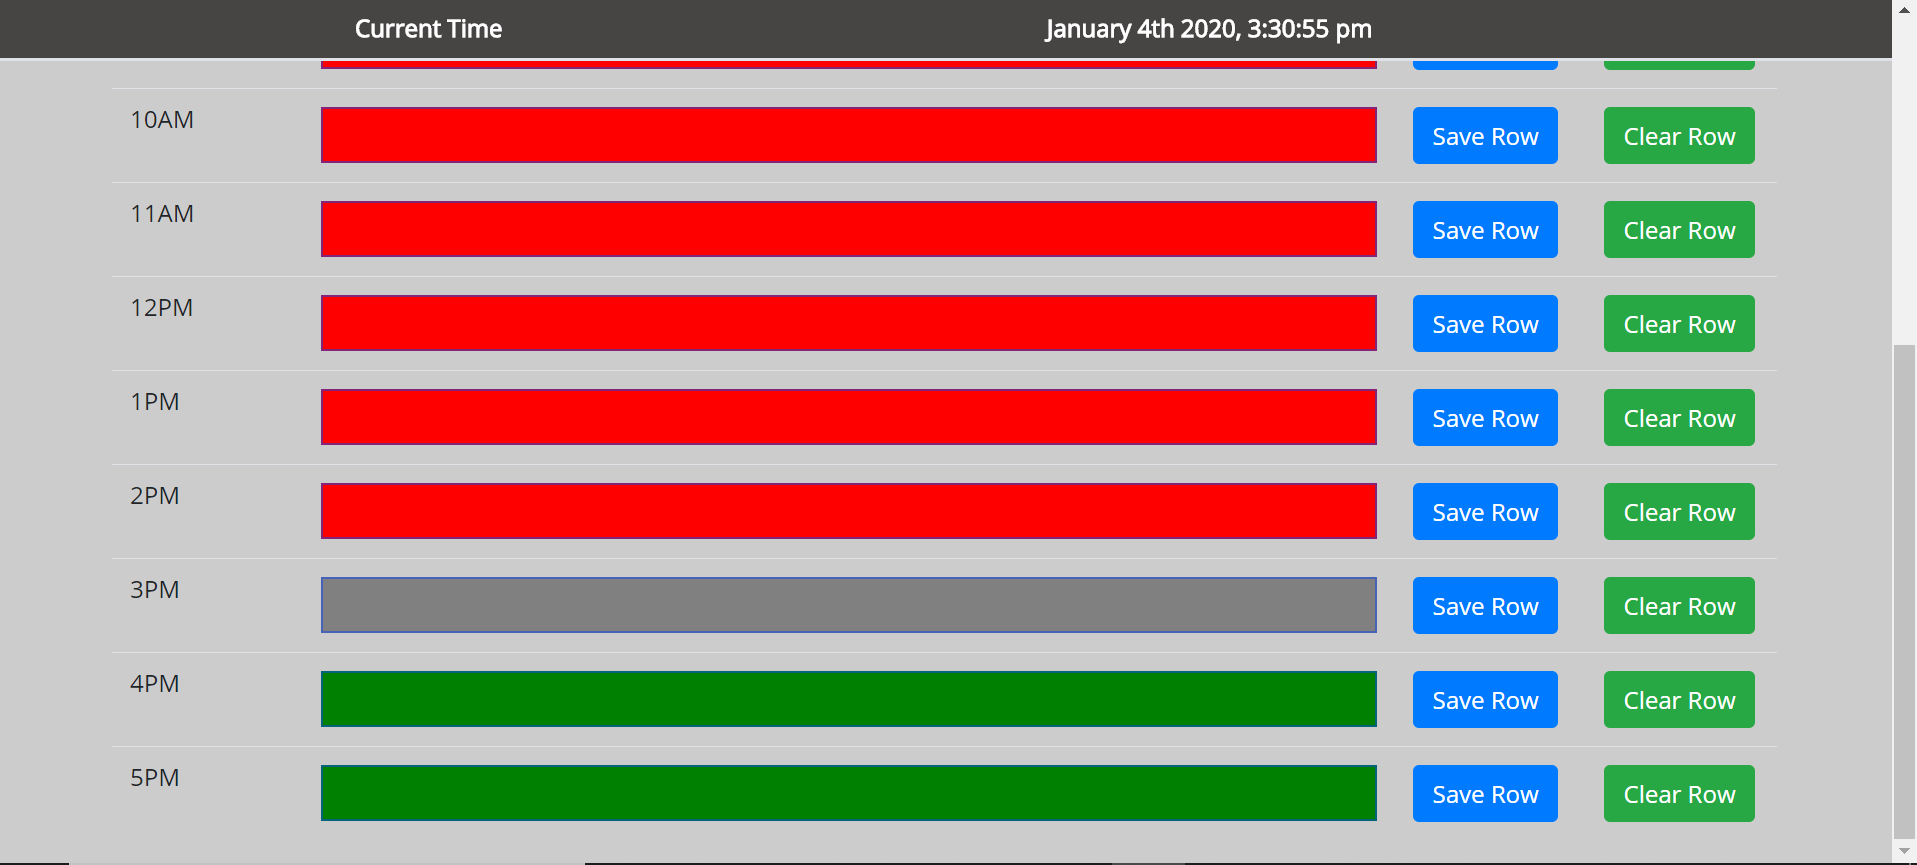 Current Time January 4th 2020, 3:30:55 pm
10AM Save Row Clear Row
11AM Save Row Clear Row
12PM Save Row Clear Row
1PM Save Row Clear Row
2PM Save Row Clear Row
3PM Save Row Clear Row
4PM Save Row Clear Row
5PM Save Row Clear Row